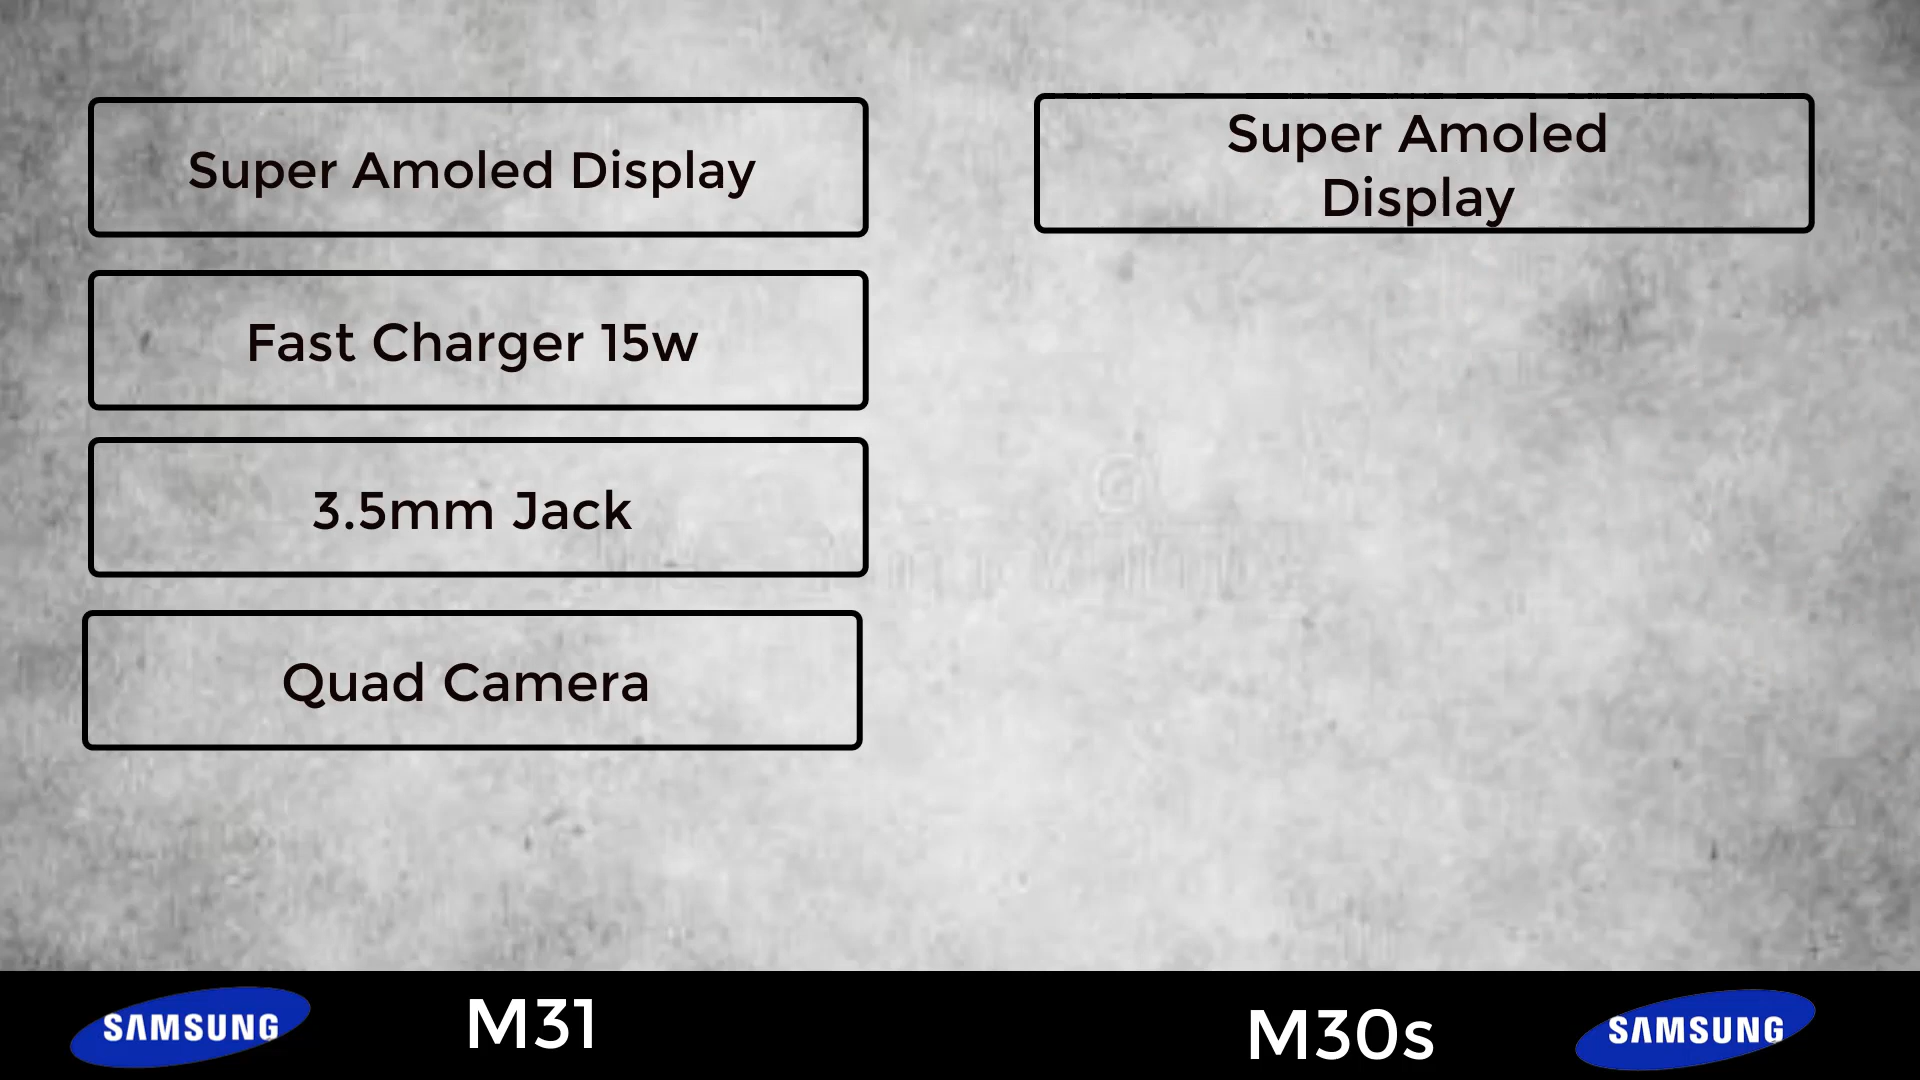 Super Amoled Display
Fast Charger 15w
3.5mm Jack
Quad Camera
Super Amoled
Display
SAMSUNG
M31
M30s
SAMSUNG